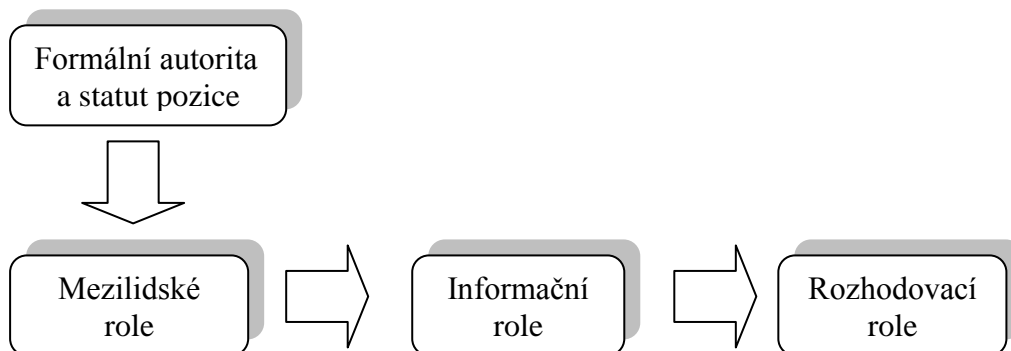 Formální autorita
a statut pozice
Mezilidské
role
Informační
role
Rozhodovací
role